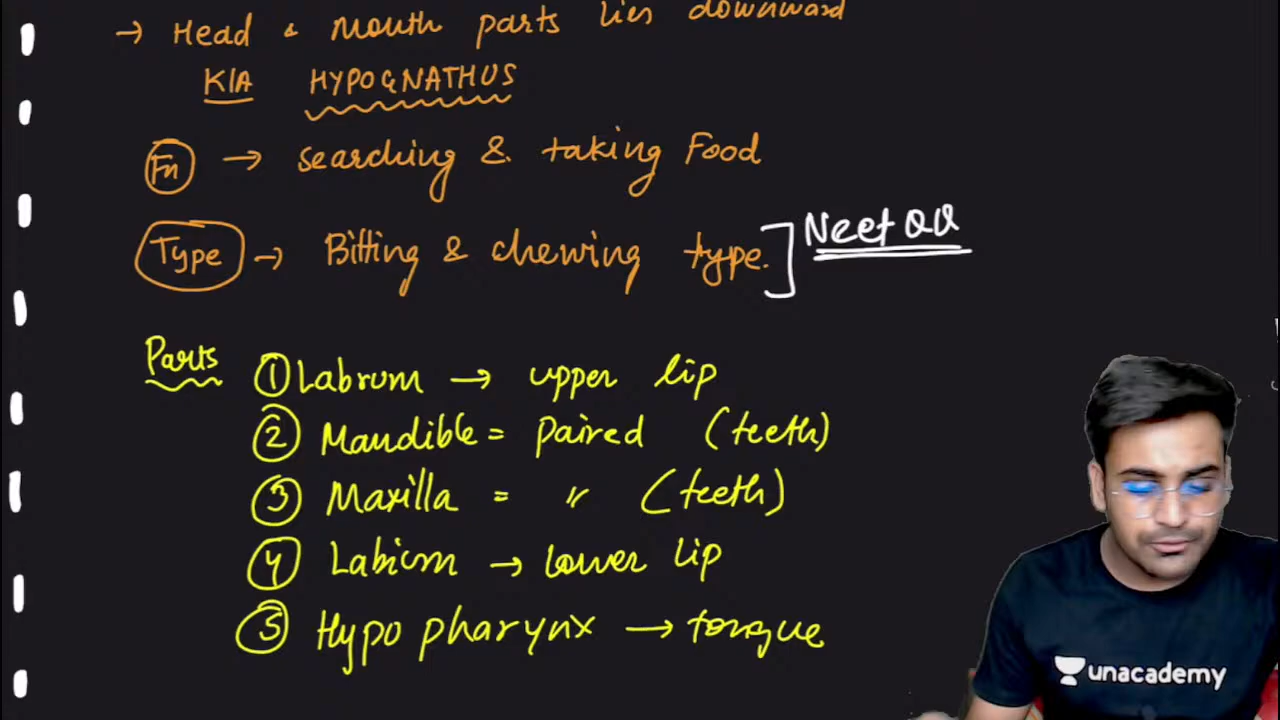 → Head & mouth parts lies downward
KIA HYPOGNATHUS
Fn → searching & taking Food
Type → Bitting & chewing type.] Neet QQ
Parts ① Labrum → upper lip
② Mandible = paired (teeth)
③ Maxilla = 〃 (teeth)
④ Labium → lower lip
⑤ Hypo pharynx → tongue
unacademy